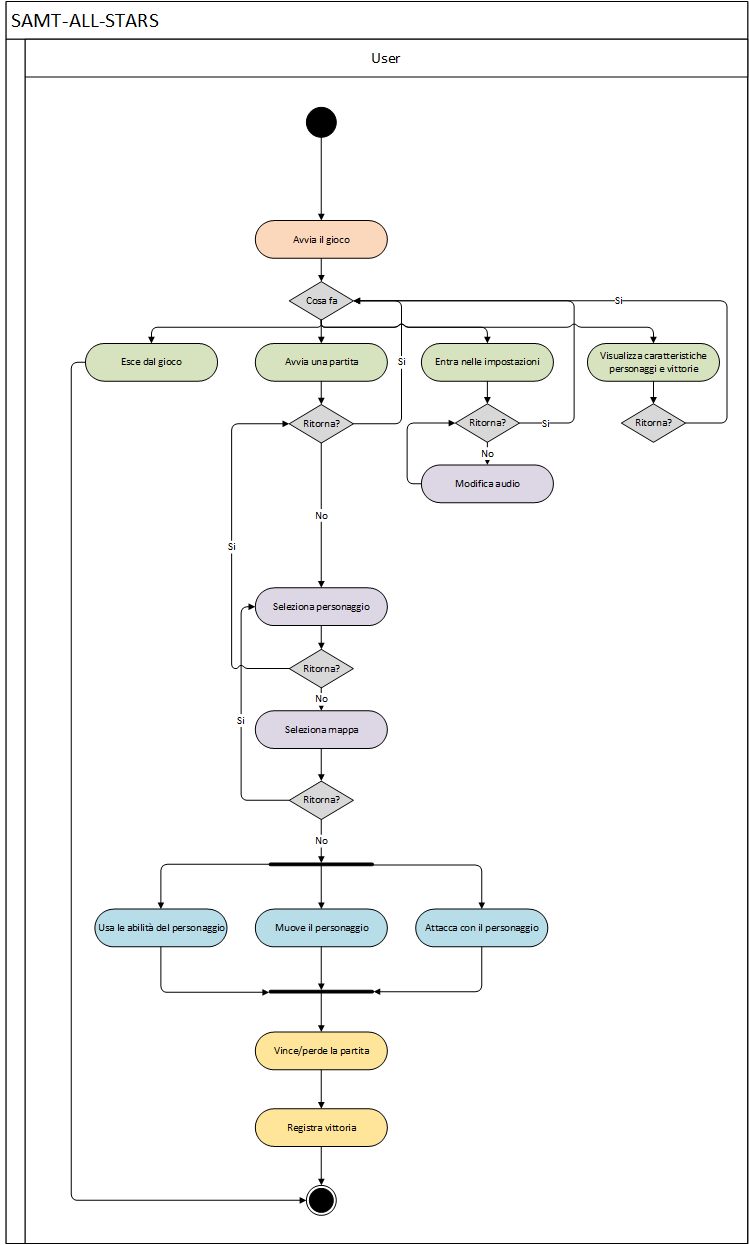 SAMT-ALL-STARS
User
Avvia il gioco
Cosa fa
Si
Esce dal gioco
Avvia una partita
Si
Entra nelle impostazioni
Visualizza caratteristiche
personaggi e vittorie
Ritorna?
Ritorna?
Si
Ritorna?
No
Modifica audio
No
Si
Seleziona personaggio
Ritorna?
No
Si
Seleziona mappa
Ritorna?
No
Usa le abilità del personaggio
Muove il personaggio
Attacca con il personaggio
Vince/perde la partita
Registra vittoria